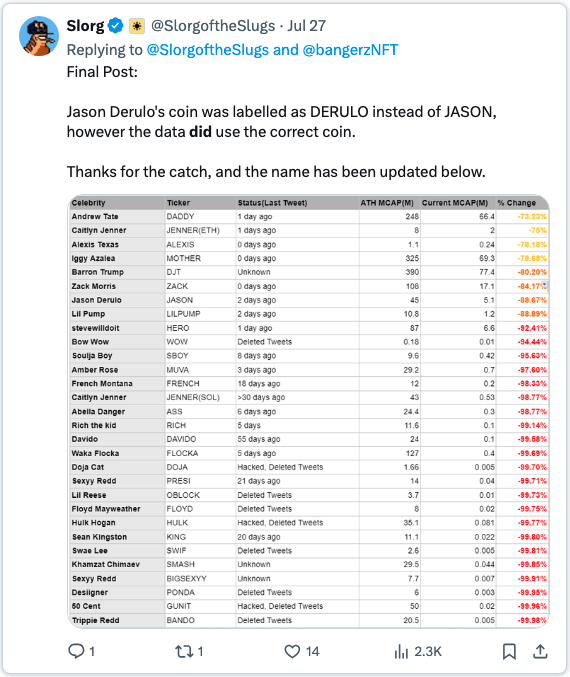 Slorg @SlorgoftheSlugs · Jul 27
Replying to @SlorgoftheSlugs and @bangerzNFT
Final Post:
Jason Derulo's coin was labelled as DERULO instead of JASON,
however the data did use the correct coin.
Thanks for the catch, and the name has been updated below.
Celebrity Ticker Status(Last Tweet) ATH MCAP(M) Current MCAP(M) % Change
Andrew Tate DADDY 1 day ago 248 66.4 -73.23%
Caitlyn Jenner JENNER(ETH) 1 days ago 8 2 -75%
Alexis Texas ALEXIS 0 days ago 1.1 0.24 -78.18%
Iggy Azalea MOTHER 0 days ago 325 69.3 -78.68%
Barron Trump DJT Unknown 390 77.4 -80.20%
Zack Morris ZACK 0 days ago 108 17.1 -84.17%
Jason Derulo JASON 2 days ago 45 5.1 -88.67%
Lil Pump LILPUMP 2 days ago 10.8 1.2 -88.89%
stevewilldoit HERO 1 day ago 87 6.6 -92.41%
Bow Wow WOW Deleted Tweets 0.18 0.01 -94.44%
Soulja Boy SBOY 8 days ago 9.6 0.42 -95.63%
Amber Rose MUVA 3 days ago 29.2 0.7 -97.60%
French Montana FRENCH 18 days ago 12 0.2 -98.33%
Caitlyn Jenner JENNER(SOL) >30 days ago 43 0.53 -98.77%
Abella Danger ASS 6 days ago 24.4 0.3 -98.77%
Rich the kid RICH 5 days 11.6 0.1 -99.14%
Davido DAVIDO 55 days ago 24 0.1 -99.58%
Waka Flocka FLOCKA 5 days ago 127 0.4 -99.69%
Doja Cat DOJA Hacked, Deleted Tweets 1.66 0.005 -99.70%
Sexyy Redd PRESI 21 days ago 14 0.04 -99.71%
Lil Reese OBLOCK Deleted Tweets 3.7 0.01 -99.73%
Floyd Mayweather FLOYD Deleted Tweets 8 0.02 -99.75%
Hulk Hogan HULK Hacked, Deleted Tweets 35.1 0.081 -99.77%
Sean Kingston KING 20 days ago 11.1 0.022 -99.80%
Swae Lee SWIF Deleted Tweets 2.6 0.005 -99.81%
Khamzat Chimaev SMASH Unknown 29.5 0.044 -99.85%
Sexyy Redd BIGSEXYY Unknown 7.7 0.007 -99.91%
Desiigner PONDA Deleted Tweets 6 0.003 -99.95%
50 Cent GUNIT Hacked, Deleted Tweets 50 0.02 -99.96%
Trippie Redd BANDO Deleted Tweets 20.5 0.005 -99.98%
1 1 14 2.3K